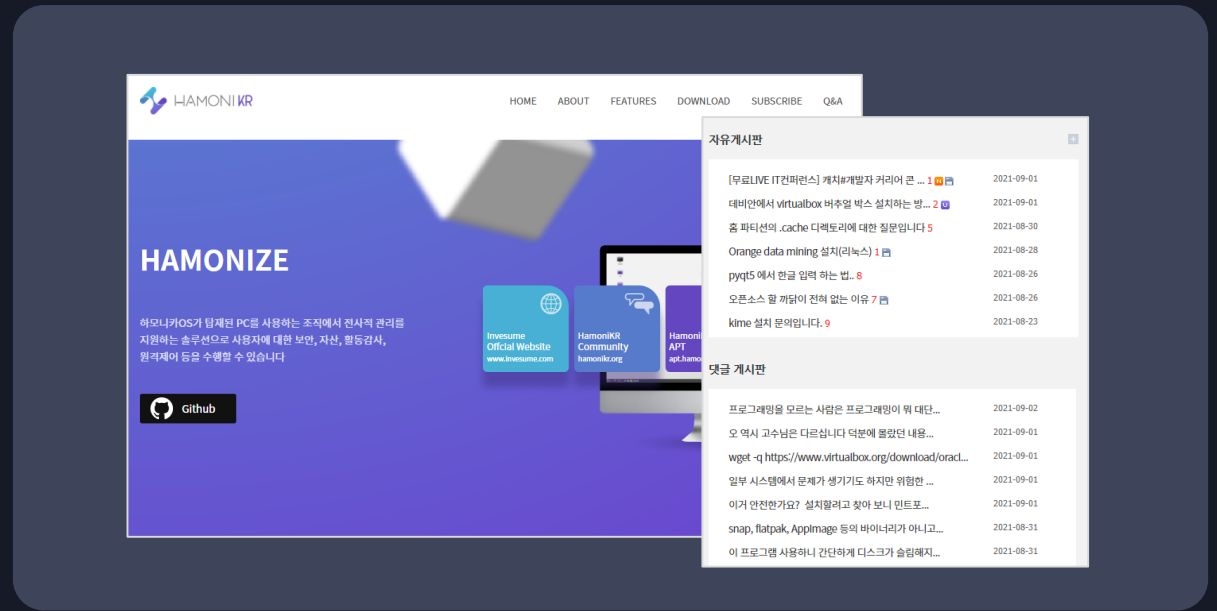 HAMONIKR
HOME ABOUT FEATURES DOWNLOAD SUBSCRIBE Q&A
HAMONIZE
하모니카OS가 탑재된 PC를 사용하는 조직에서 전사적 관리를
지원하는 솔루션으로 사용자에 대한 보안, 자산, 활동감사,
원격제어 등을 수행할 수 있습니다
Github
Invesume
Offcial Website
www.invesume.com
HamoniKR
Community
hamonikr.org
Hamoni
APT
apt.hamo
자유게시판
[무료LIVE IT컨퍼런스] 캐치#개발자 커리어 콘 ... 1 2021-09-01
데비안에서 virtualbox 버추얼 박스 설치하는 방... 2 2021-09-01
홈 파티션의 .cache 디렉토리에 대한 질문입니다 5 2021-08-30
Orange data mining 설치(리눅스) 1 2021-08-28
pyqt5 에서 한글 입력 하는 법.. 8 2021-08-26
오픈소스 할 까닭이 전혀 없는 이유 7 2021-08-26
kime 설치 문의입니다. 9 2021-08-23
댓글 게시판
프로그래밍을 모르는 사람은 프로그래밍이 뭐 대단... 2021-09-02
오 역시 고수님은 다르십니다 덕분에 몰랐던 내용... 2021-09-01
wget -q https://www.virtualbox.org/download/oracl... 2021-09-01
일부 시스템에서 문제가 생기기도 하지만 위험한 ... 2021-09-01
이거 안전한가요? 설치할려고 찾아 보니 민트포... 2021-09-01
snap, flatpak, AppImage 등의 바이너리가 아니고... 2021-08-31
이 프로그램 사용하니 간단하게 디스크가 슬림해지... 2021-08-31